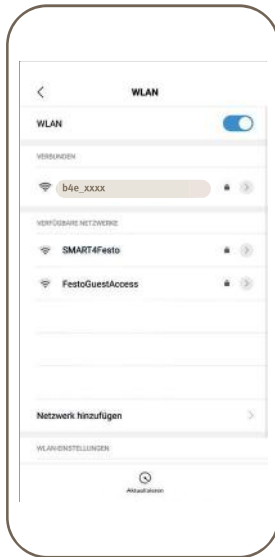 WLAN
WLAN
VERBUNDEN
b4e_xxxx
VERFÜGBARE NETZWERKE
SMART4Festo
FestoGuestAccess
Netzwerk hinzufügen
WLAN-EINSTELLUNGEN
Aktualisieren